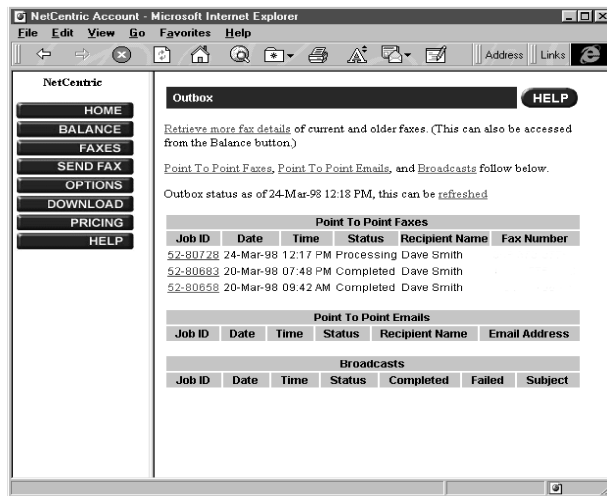 NetCentric Account - Microsoft Internet Explorer
File Edit View Go Favorites Help
Address Links
NetCentric
HOME
BALANCE
FAXES
SEND FAX
OPTIONS
DOWNLOAD
PRICING
HELP
Outbox
HELP
Retrieve more fax details of current and older faxes. (This can also be accessed
from the Balance button.)
Point To Point Faxes, Point To Point Emails, and Broadcasts follow below.
Outbox status as of 24-Mar-98 12:18 PM, this can be refreshed
Point To Point Faxes
Job ID Date Time Status Recipient Name Fax Number
52-80728 24-Mar-98 12:17 PM Processing Dave Smith
52-80683 20-Mar-98 07:48 PM Completed Dave Smith
52-80658 20-Mar-98 09:42 AM Completed Dave Smith
Point To Point Emails
Job ID Date Time Status Recipient Name Email Address
Broadcasts
Job ID Date Time Status Completed Failed Subject